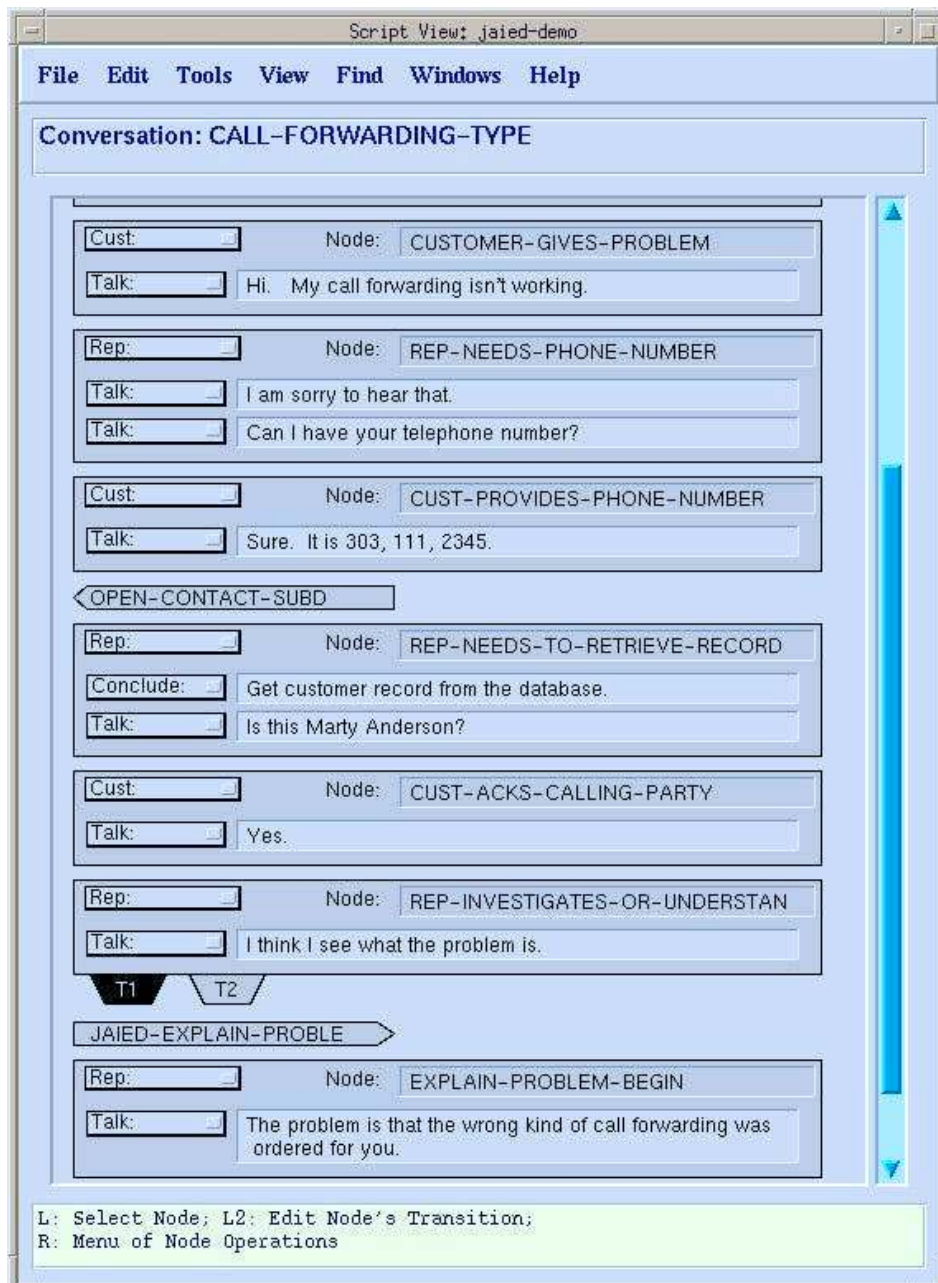 Script View: jaied-demo
File Edit Tools View Find Windows Help
Conversation: CALL-FORWARDING-TYPE
Cust: Node: CUSTOMER-GIVES-PROBLEM
Talk: Hi. My call forwarding isn't working.
Rep: Node: REP-NEEDS-PHONE-NUMBER
Talk: I am sorry to hear that.
Talk: Can I have your telephone number?
Cust: Node: CUST-PROVIDES-PHONE-NUMBER
Talk: Sure. It is 303, 111, 2345.
OPEN-CONTACT-SUBD
Rep: Node: REP-NEEDS-TO-RETRIEVE-RECORD
Conclude: Get customer record from the database.
Talk: Is this Marty Anderson?
Cust: Node: CUST-ACKS-CALLING-PARTY
Talk: Yes.
Rep: Node: REP-INVESTIGATES-OR-UNDERSTAN
Talk: I think I see what the problem is.
T1 T2
JAIED-EXPLAIN-PROBLE
Rep: Node: EXPLAIN-PROBLEM-BEGIN
Talk: The problem is that the wrong kind of call forwarding was
ordered for you.
L: Select Node; L2: Edit Node's Transition;
R: Menu of Node Operations